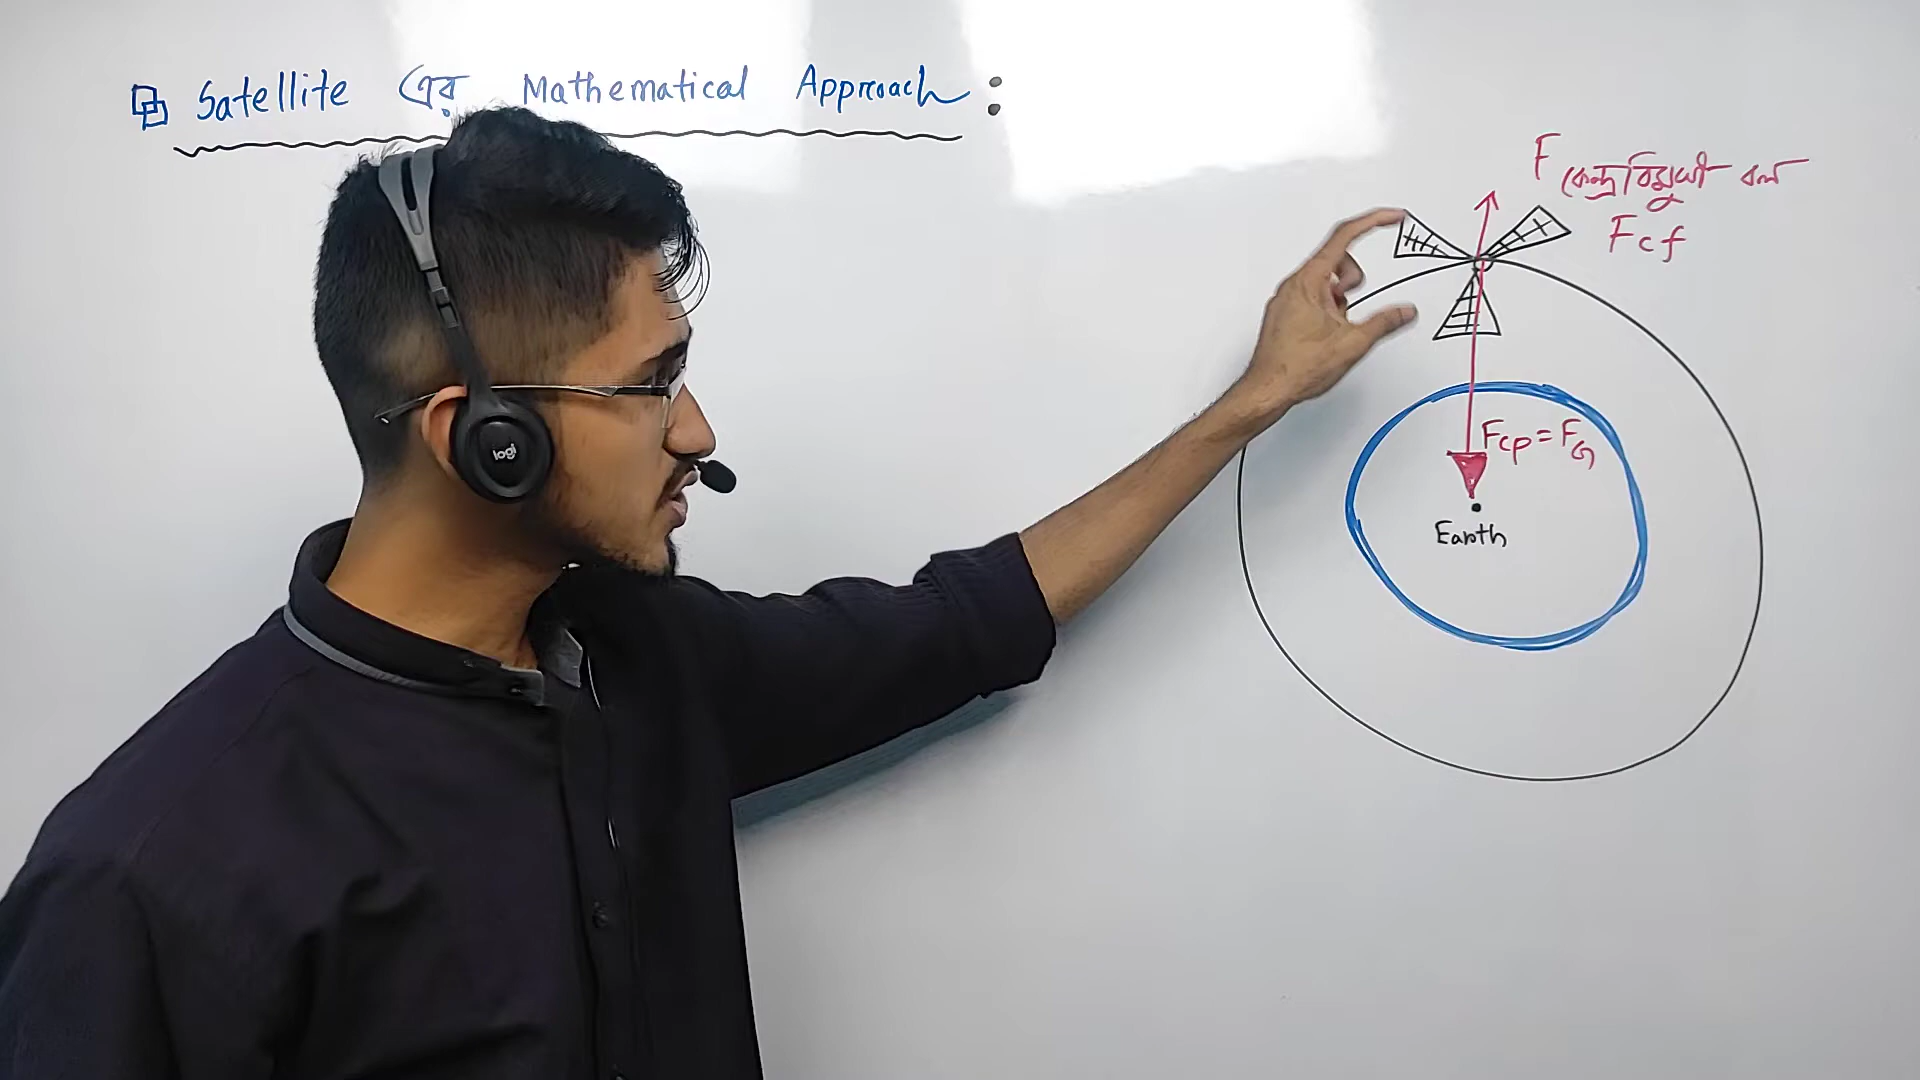 Satellite এর Mathematical Approach :
F কেন্দ্রবিমুখী বল
Fcf
Fcp = FG
Earth
logi